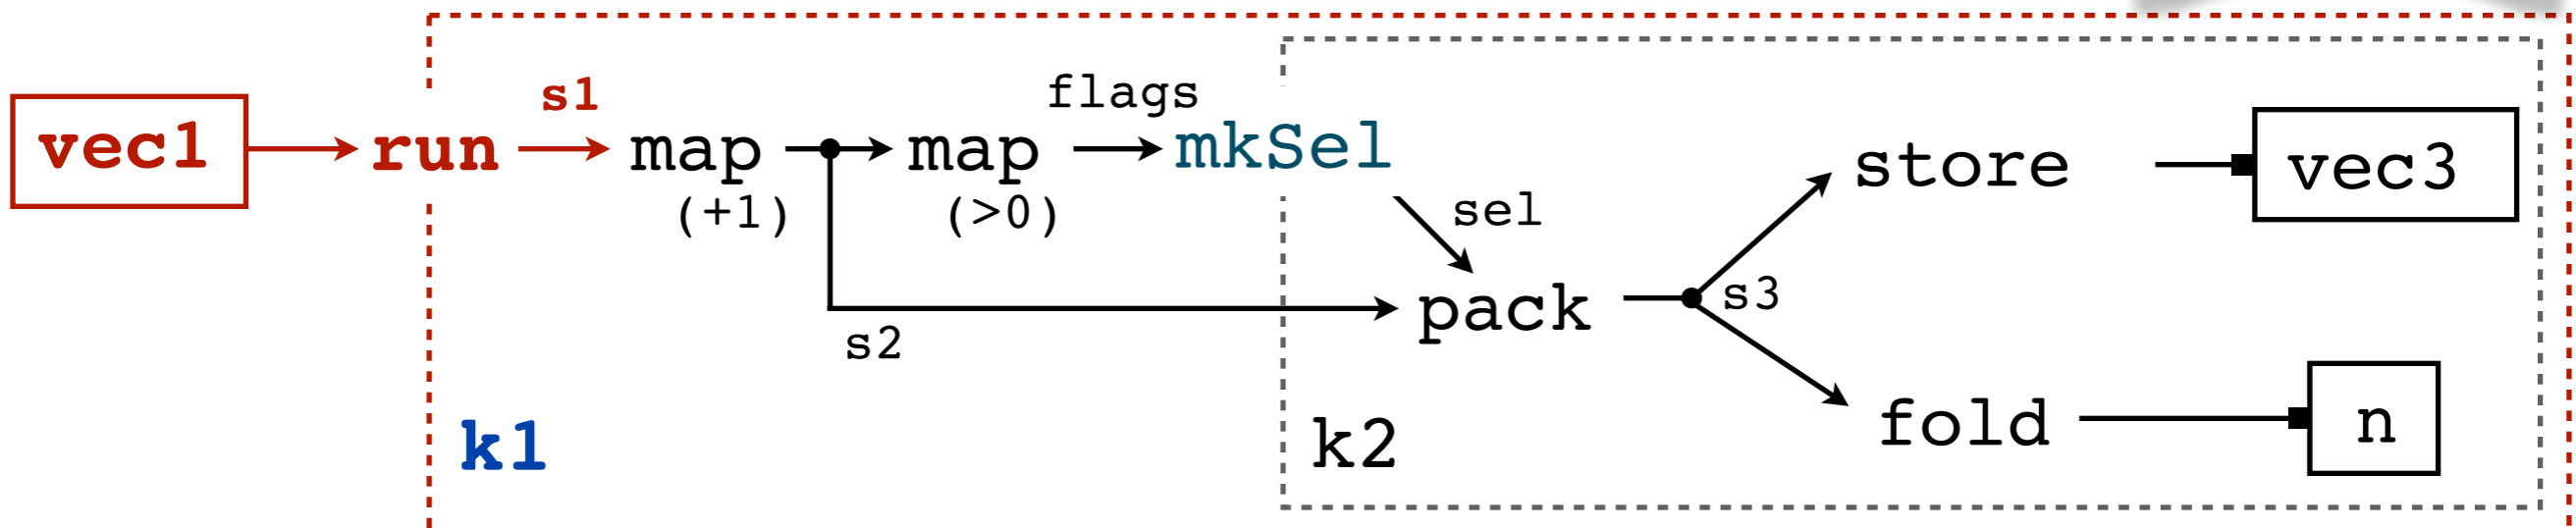 s1
flags
vec1
run
map
map
mkSel
store
vec3
(+1)
(>0)
sel
s3
pack
s2
k1
k2
fold
n